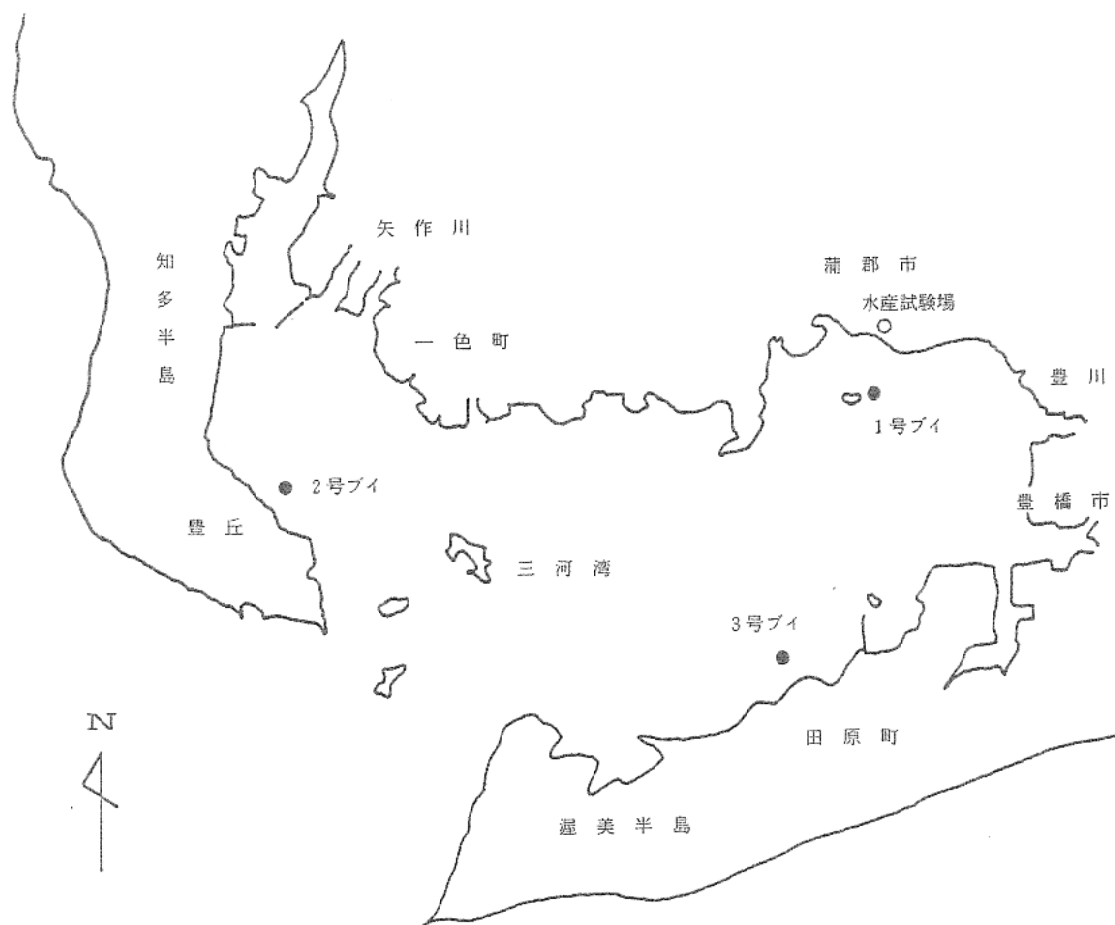 矢作川
蒲郡市
水産試験場
知多半島
一色町
豊川
1号ブイ
2号ブイ
豊橋市
豊丘
三河湾
3号ブイ
N
田原町
渥美半島